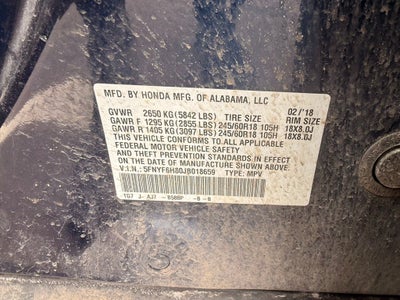 MFD. BY HONDA MFG. OF ALABAMA, LLC 02/'18
GVWR 2650 KG (5842 LBS) TIRE SIZE RIM SIZE
GAWR F 1295 KG (2855 LBS) 245/60R18 105H 18X8.0J
GAWR R 1405 KG (3097 LBS) 245/60R18 105H 18X8.0J
THIS VEHICLE CONFORMS TO ALL APPLICABLE
FEDERAL MOTOR VEHICLE SAFETY AND THEFT
PREVENTION STANDARDS IN EFFECT ON THE
DATE OF MANUFACTURE SHOWN ABOVE.
V.I.N.: 5FNYF6H80JB018659 TYPE: MPV